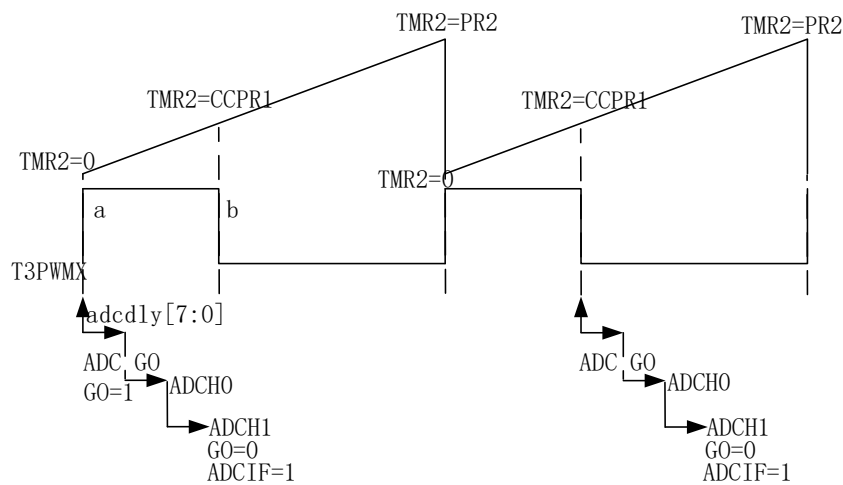 TMR2=PR2
TMR2=PR2
TMR2=CCPR1
TMR2=CCPR1
TMR2=0
TMR2=0
a
b
T3PWMX
adcdly[7:0]
ADC GO
GO=1
ADCH0
ADCH1
GO=0
ADCIF=1
ADC GO
ADCH0
ADCH1
GO=0
ADCIF=1